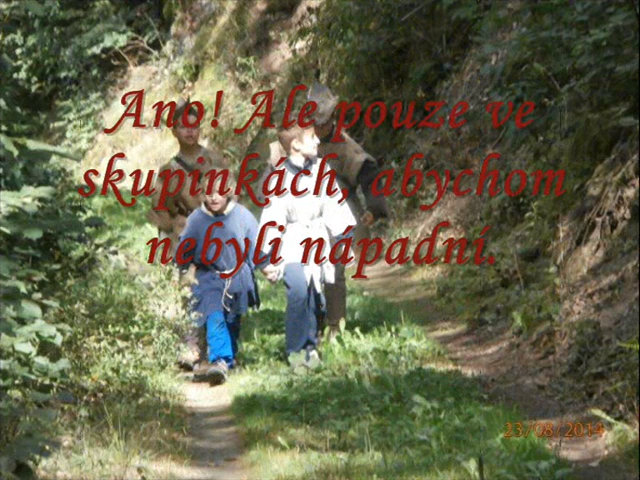 Ano! Ale pouze ve
skupinkách, abychom
nebyli nápadní.
23/08/2014